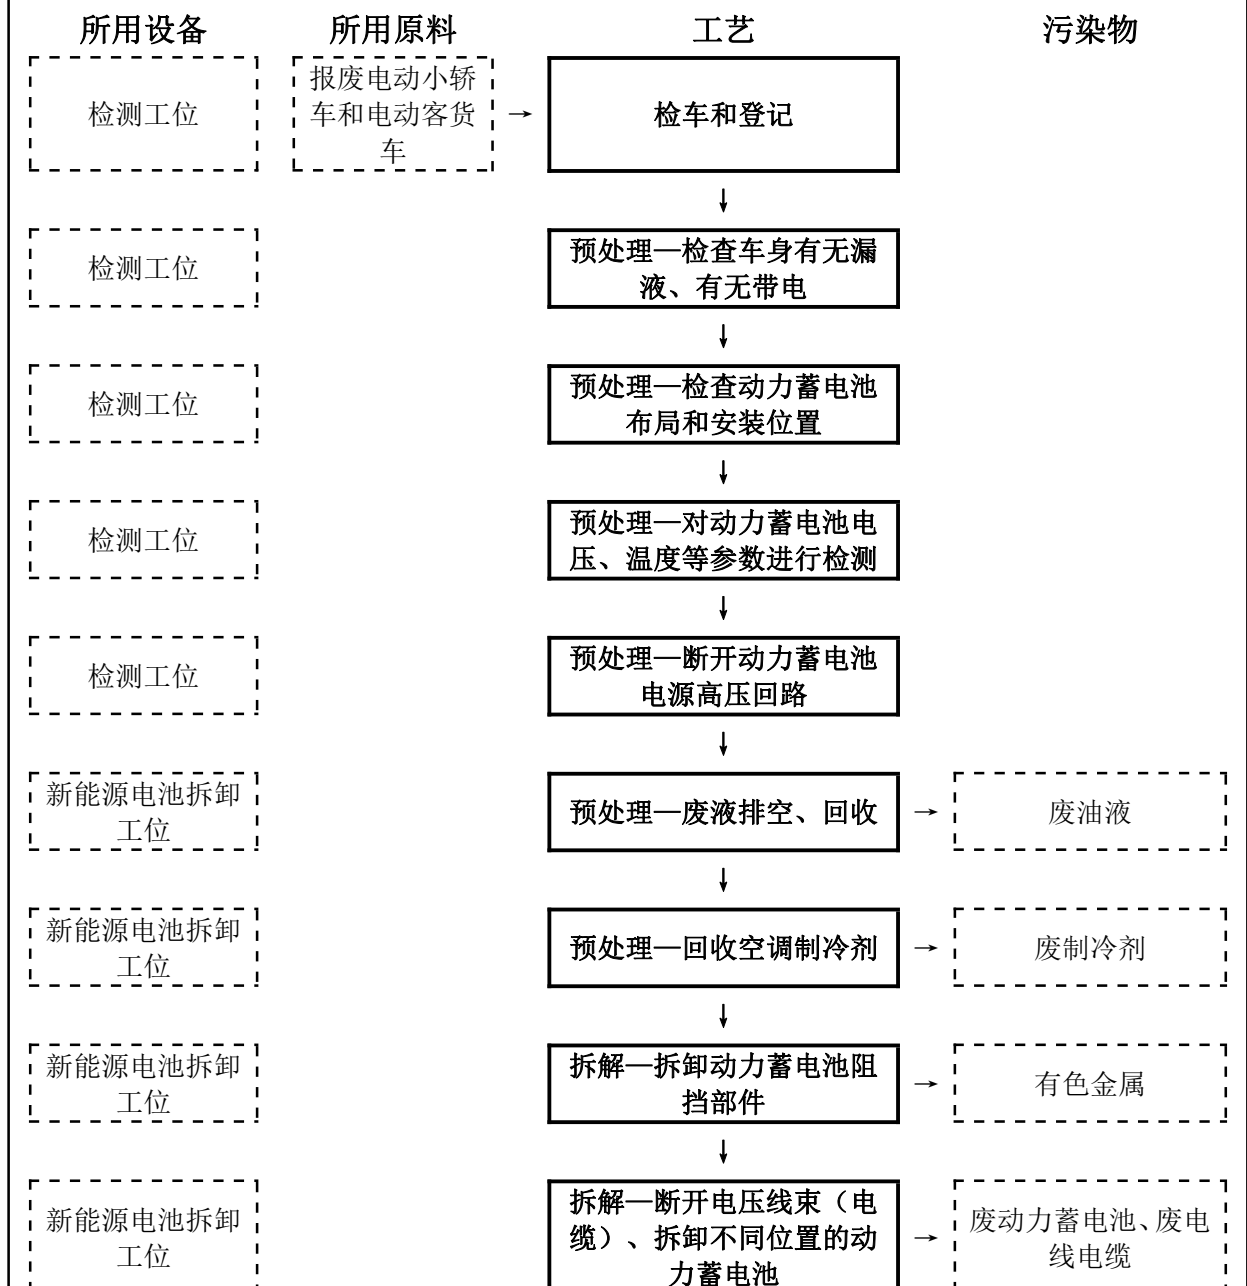 所用设备
所用原料
工艺
污染物
检测工位
报废电动小轿
车和电动客货
车
→
检车和登记
↓
检测工位
预处理—检查车身有无漏
液、有无带电
↓
检测工位
预处理—检查动力蓄电池
布局和安装位置
↓
检测工位
预处理—对动力蓄电池电
压、温度等参数进行检测
↓
检测工位
预处理—断开动力蓄电池
电源高压回路
↓
新能源电池拆卸
工位
预处理—废液排空、回收
→
废油液
↓
新能源电池拆卸
工位
预处理—回收空调制冷剂
→
废制冷剂
↓
新能源电池拆卸
工位
拆解—拆卸动力蓄电池阻
挡部件
→
有色金属
↓
新能源电池拆卸
工位
拆解—断开电压线束（电
缆）、拆卸不同位置的动
力蓄电池
→
废动力蓄电池、废电
线电缆